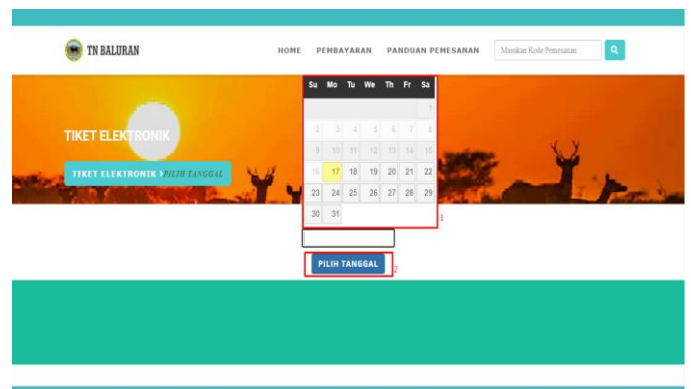 TN BALURAN
HOME PEMBAYARAN PANDUAN PEMESANAN
Masukan Kode Pemesanan
Su Mo Tu We Th Fr Sa
1
2 3 4 5 6 7 8
9 10 11 12 13 14 15
16 17 18 19 20 21 22
23 24 25 26 27 28 29
30 31
TIKET ELEKTRONIK
TIKET ELEKTRONIK >PILIH TANGGAL
1
PILIH TANGGAL
2